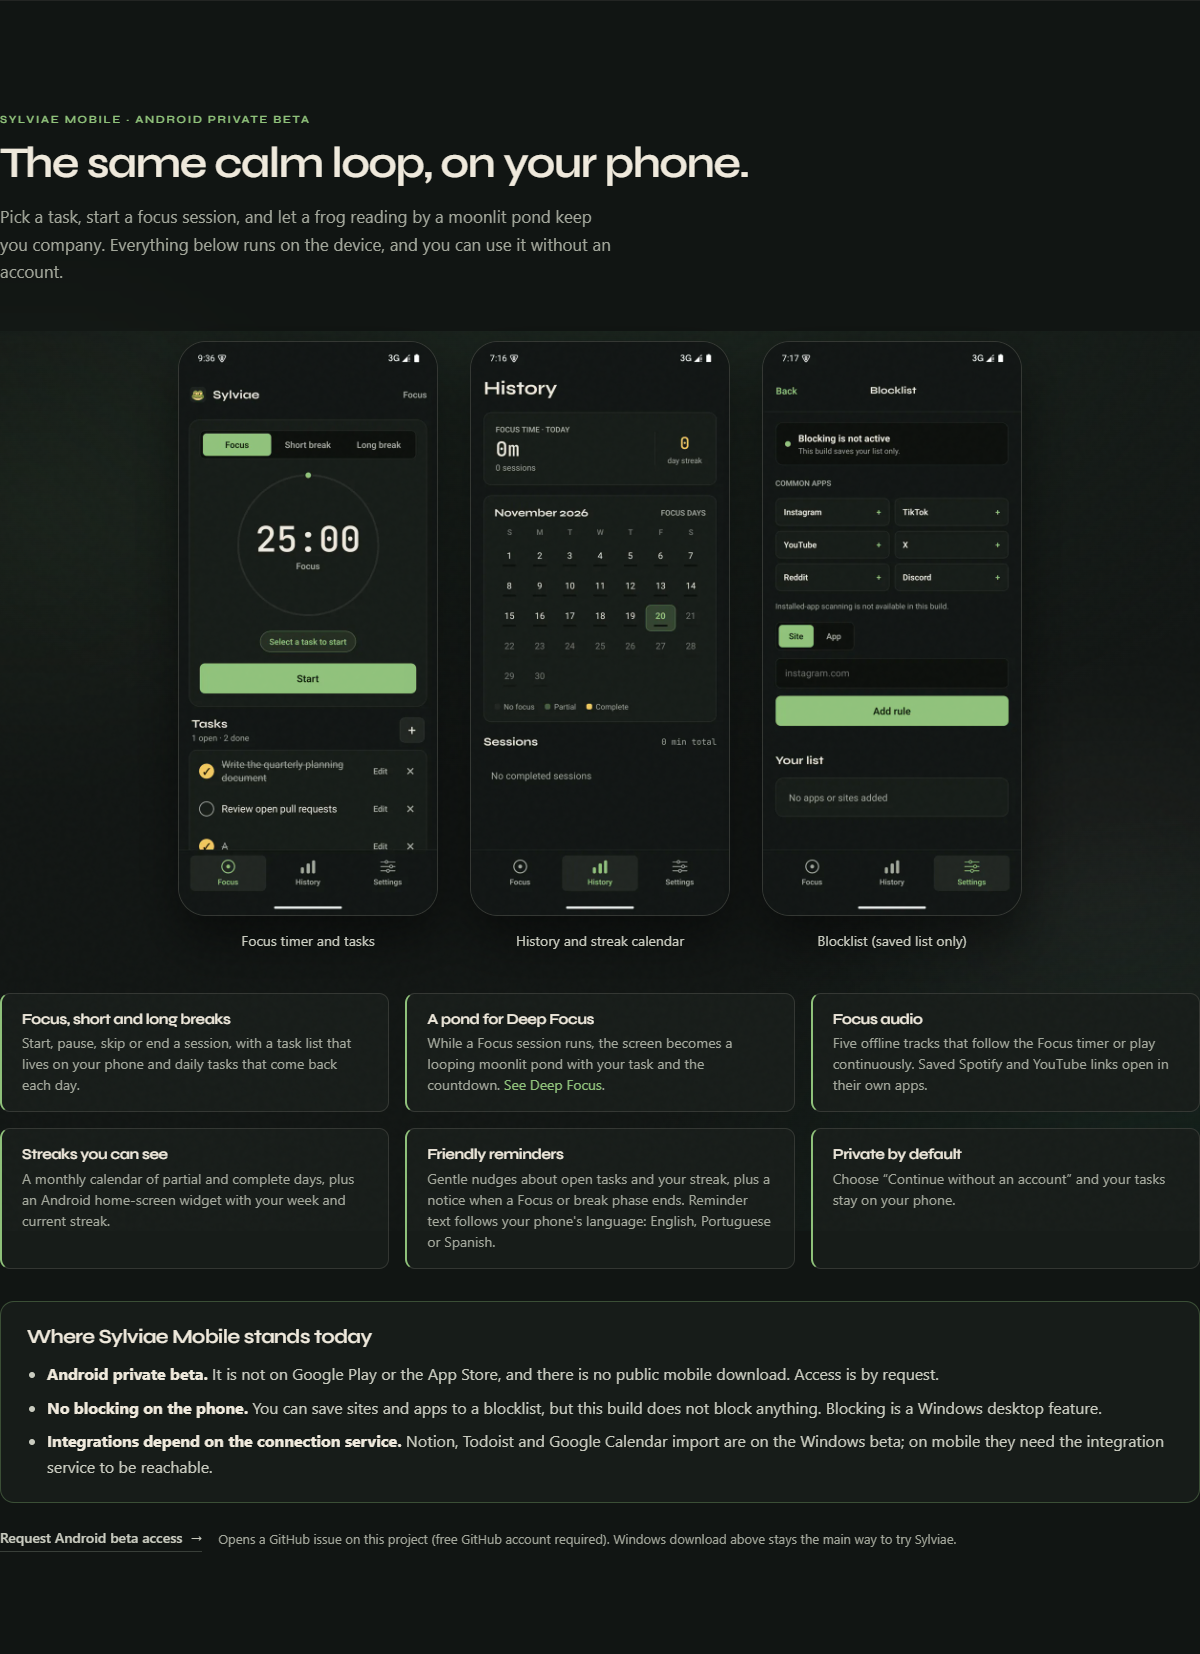 SYLVIAE MOBILE · ANDROID PRIVATE BETA
The same calm loop, on your phone.
Pick a task, start a focus session, and let a frog reading by a moonlit pond keep
you company. Everything below runs on the device, and you can use it without an
account.
9:36 3G
Sylviae Focus
Focus Short break Long break
25:00
Focus
Select a task to start
Start
Tasks
1 open · 2 done
+
Write the quarterly planning
document
Edit ×
Review open pull requests Edit ×
A Edit ×
Focus History Settings
Focus timer and tasks
7:16 3G
History
FOCUS TIME · TODAY
0m
0 sessions
0
day streak
November 2026 FOCUS DAYS
S M T W T F S
1 2 3 4 5 6 7
8 9 10 11 12 13 14
15 16 17 18 19 20 21
22 23 24 25 26 27 28
29 30
No focus Partial Complete
Sessions 0 min total
No completed sessions
Focus History Settings
History and streak calendar
7:17 3G
Back Blocklist
Blocking is not active
This build saves your list only.
COMMON APPS
Instagram + TikTok +
YouTube + X +
Reddit + Discord +
Installed-app scanning is not available in this build.
Site App
instagram.com
Add rule
Your list
No apps or sites added
Focus History Settings
Blocklist (saved list only)
Focus, short and long breaks
Start, pause, skip or end a session, with a task list that
lives on your phone and daily tasks that come back
each day.
A pond for Deep Focus
While a Focus session runs, the screen becomes a
looping moonlit pond with your task and the
countdown. See Deep Focus.
Focus audio
Five offline tracks that follow the Focus timer or play
continuously. Saved Spotify and YouTube links open in
their own apps.
Streaks you can see
A monthly calendar of partial and complete days, plus
an Android home-screen widget with your week and
current streak.
Friendly reminders
Gentle nudges about open tasks and your streak, plus a
notice when a Focus or break phase ends. Reminder
text follows your phone's language: English, Portuguese
or Spanish.
Private by default
Choose “Continue without an account” and your tasks
stay on your phone.
Where Sylviae Mobile stands today
• Android private beta. It is not on Google Play or the App Store, and there is no public mobile download. Access is by request.
• No blocking on the phone. You can save sites and apps to a blocklist, but this build does not block anything. Blocking is a Windows desktop feature.
• Integrations depend on the connection service. Notion, Todoist and Google Calendar import are on the Windows beta; on mobile they need the integration
service to be reachable.
Request Android beta access → Opens a GitHub issue on this project (free GitHub account required). Windows download above stays the main way to try Sylviae.